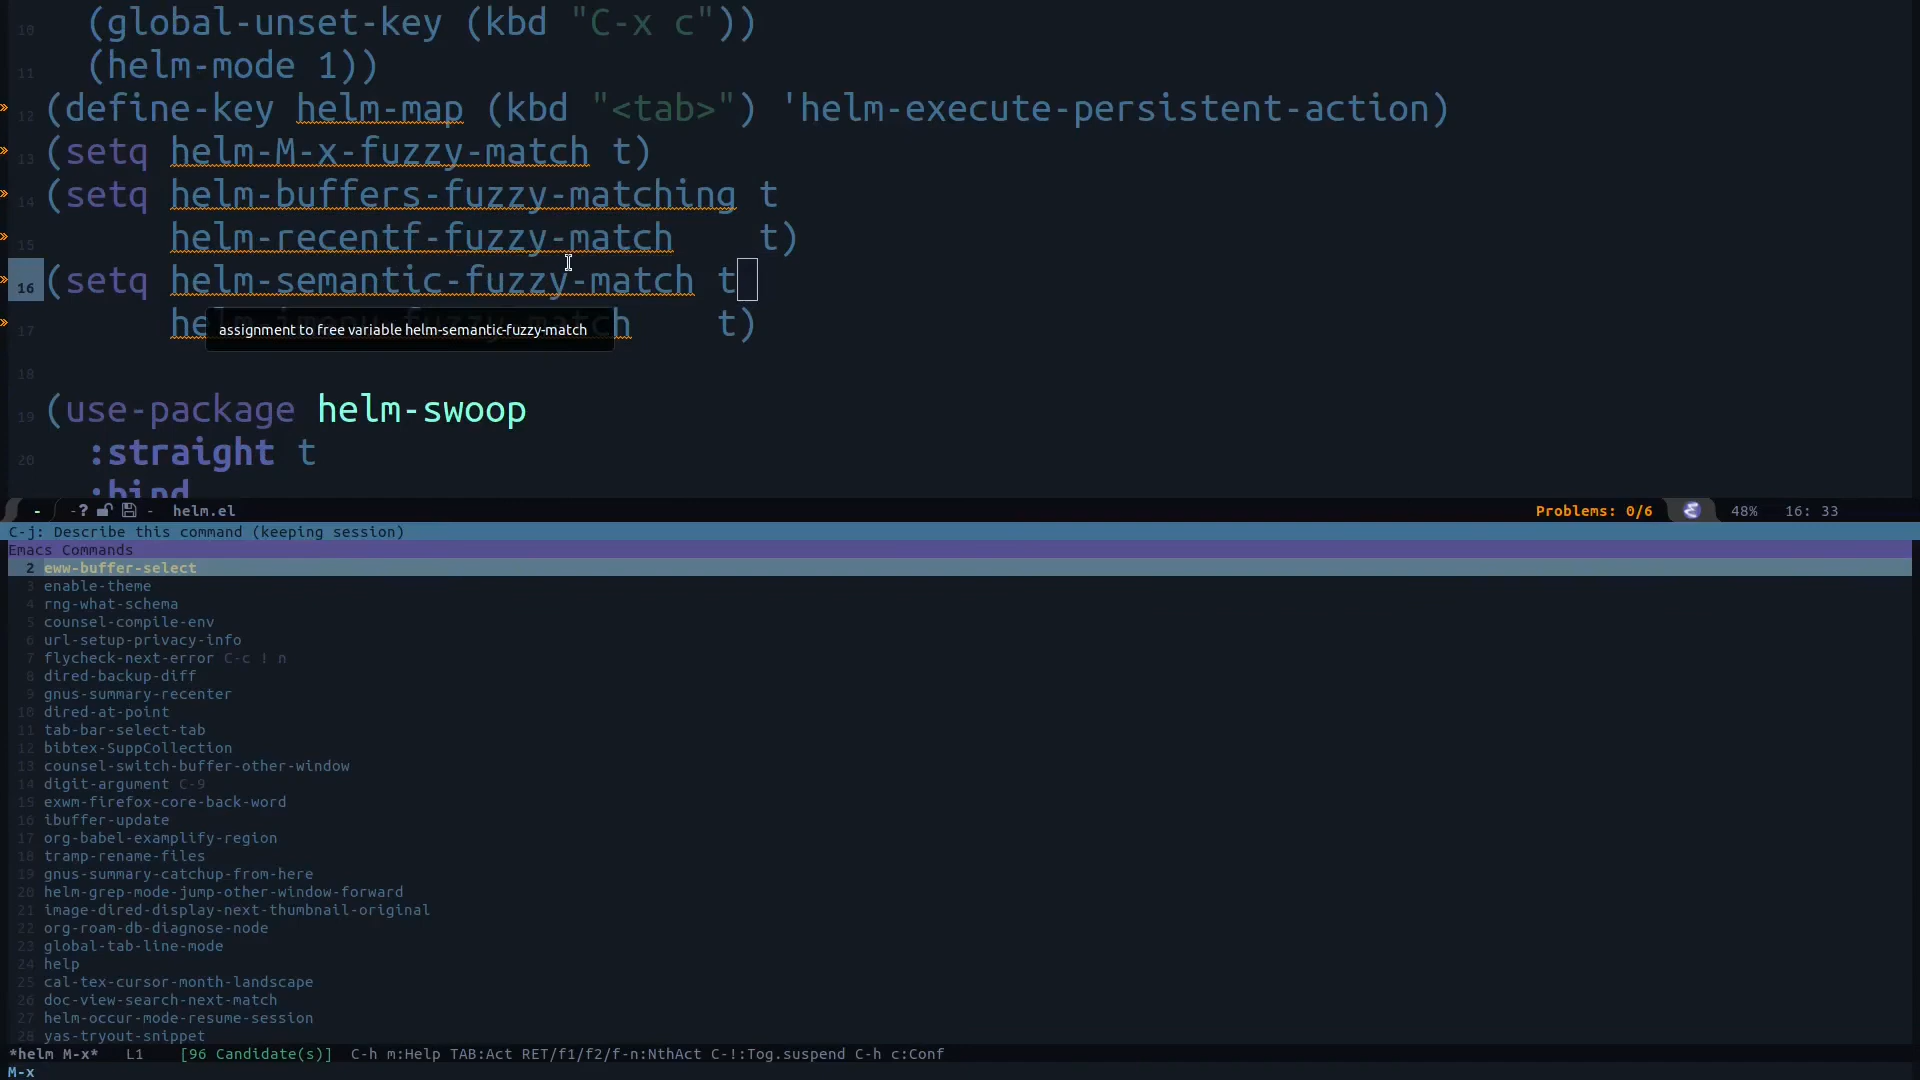 10 (global-unset-key (kbd "C-x c"))
11 (helm-mode 1))
» 12 (define-key helm-map (kbd "<tab>") 'helm-execute-persistent-action)
» 13 (setq helm-M-x-fuzzy-match t)
» 14 (setq helm-buffers-fuzzy-matching t
» 15 helm-recentf-fuzzy-match t)
» 16 (setq helm-semantic-fuzzy-match t
» 17 t)
assignment to free variable helm-semantic-fuzzy-match
18
19 (use-package helm-swoop
20 :straight t
:bind
- -? - helm.el Problems: 0/6 48% 16: 33
C-j: Describe this command (keeping session)
Emacs Commands
2 eww-buffer-select
3 enable-theme
4 rng-what-schema
5 counsel-compile-env
6 url-setup-privacy-info
7 flycheck-next-error C-c ! n
8 dired-backup-diff
9 gnus-summary-recenter
10 dired-at-point
11 tab-bar-select-tab
12 bibtex-SuppCollection
13 counsel-switch-buffer-other-window
14 digit-argument C-9
15 exwm-firefox-core-back-word
16 ibuffer-update
17 org-babel-examplify-region
18 tramp-rename-files
19 gnus-summary-catchup-from-here
20 helm-grep-mode-jump-other-window-forward
21 image-dired-display-next-thumbnail-original
22 org-roam-db-diagnose-node
23 global-tab-line-mode
24 help
25 cal-tex-cursor-month-landscape
26 doc-view-search-next-match
27 helm-occur-mode-resume-session
28 yas-tryout-snippet
*helm M-x* L1 [96 Candidate(s)] C-h m:Help TAB:Act RET/f1/f2/f-n:NthAct C-!:Tog.suspend C-h c:Conf
M-x